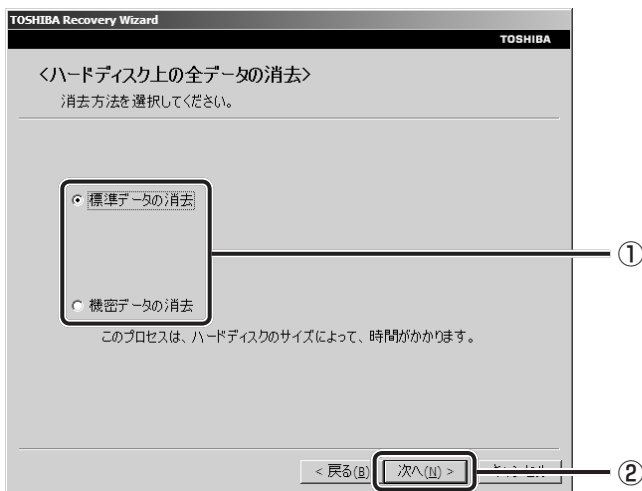 TOSHIBA Recovery Wizard
TOSHIBA
<ハードディスク上の全データの消去>
消去方法を選択してください。
標準データの消去
①
機密データの消去
このプロセスは、ハードディスクのサイズによって、時間がかかります。
< 戻る(B) 次へ(N) >
②